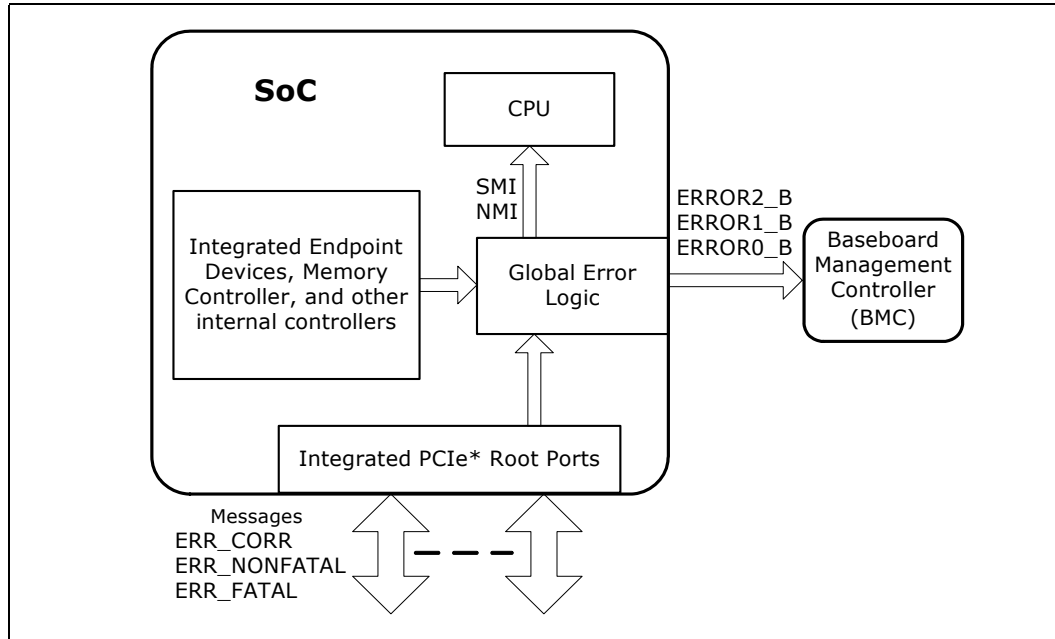 SoC
CPU
SMI
NMI
ERROR2_B
ERROR1_B
ERROR0_B
Integrated Endpoint
Devices, Memory
Controller, and other
internal controllers
Global Error
Logic
Baseboard
Management
Controller
(BMC)
Integrated PCIe* Root Ports
Messages
ERR_CORR
ERR_NONFATAL
ERR_FATAL